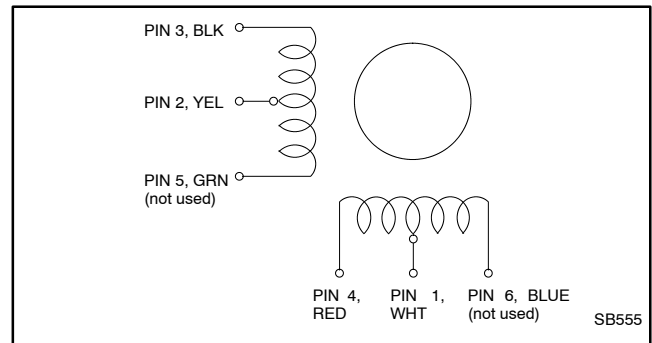 PIN 3, BLK
PIN 2, YEL
PIN 5, GRN
(not used)
PIN 4,
RED
PIN 1,
WHT
PIN 6, BLUE
(not used)
SB555